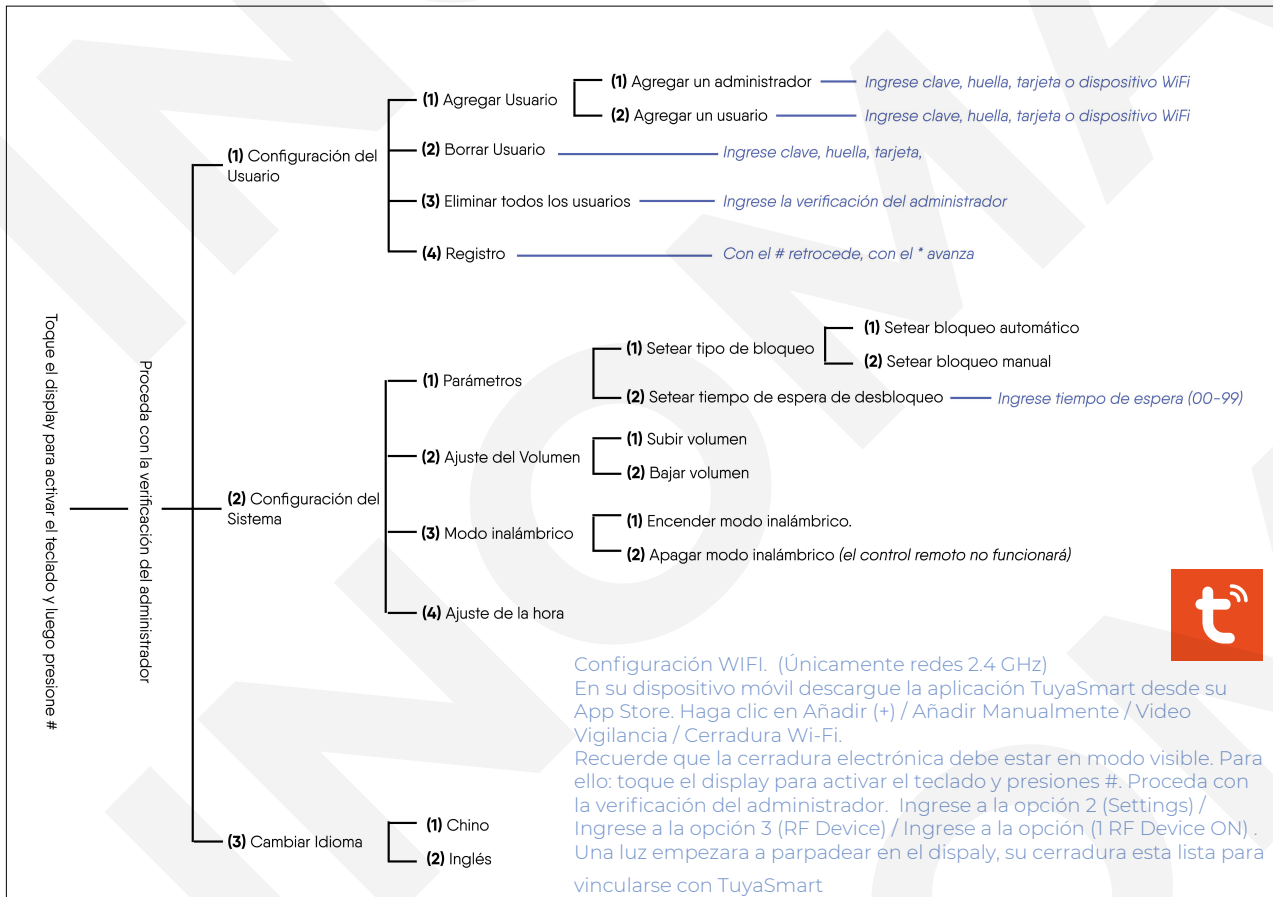 Toque el display para activar el teclado y luego presione #
Proceda con la verificación del administrador
(1) Configuración del
Usuario
(1) Agregar Usuario
(1) Agregar un administrador
Ingrese clave, huella, tarjeta o dispositivo WiFi
(2) Agregar un usuario
Ingrese clave, huella, tarjeta o dispositivo WiFi
(2) Borrar Usuario
Ingrese clave, huella, tarjeta,
(3) Eliminar todos los usuarios
Ingrese la verificación del administrador
(4) Registro
Con el # retrocede, con el * avanza
(2) Configuración del
Sistema
(1) Parámetros
(1) Setear tipo de bloqueo
(1) Setear bloqueo automático
(2) Setear bloqueo manual
(2) Setear tiempo de espera de desbloqueo
Ingrese tiempo de espera (00-99)
(2) Ajuste del Volumen
(1) Subir volumen
(2) Bajar volumen
(3) Modo inalámbrico
(1) Encender modo inalámbrico.
(2) Apagar modo inalámbrico (el control remoto no funcionará)
(4) Ajuste de la hora
(3) Cambiar Idioma
(1) Chino
(2) Inglés
Configuración WIFI. (Únicamente redes 2.4 GHz)
En su dispositivo móvil descargue la aplicación TuyaSmart desde su
App Store. Haga clic en Añadir (+) / Añadir Manualmente / Video
Vigilancia / Cerradura Wi-Fi.
Recuerde que la cerradura electrónica debe estar en modo visible. Para
ello: toque el display para activar el teclado y presiones #. Proceda con
la verificación del administrador. Ingrese a la opción 2 (Settings) /
Ingrese a la opción 3 (RF Device) / Ingrese a la opción (1 RF Device ON) .
Una luz empezara a parpadear en el dispaly, su cerradura esta lista para
vincularse con TuyaSmart